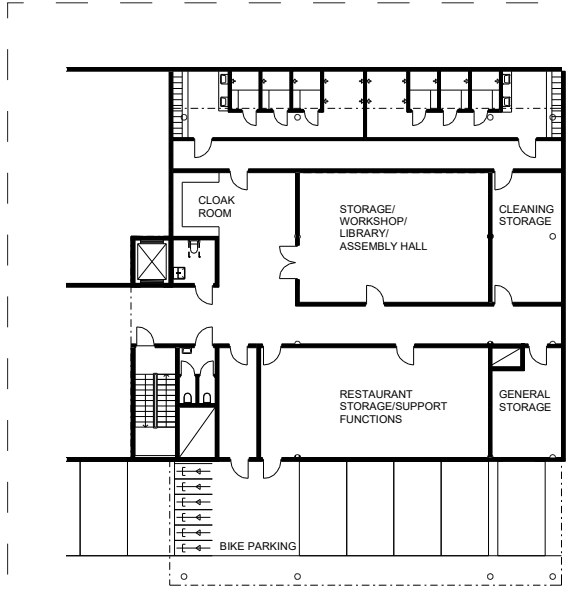 CLOAK
ROOM
STORAGE/
WORKSHOP/
LIBRARY/
ASSEMBLY HALL
CLEANING
STORAGE
RESTAURANT
STORAGE/SUPPORT
FUNCTIONS
GENERAL
STORAGE
BIKE PARKING